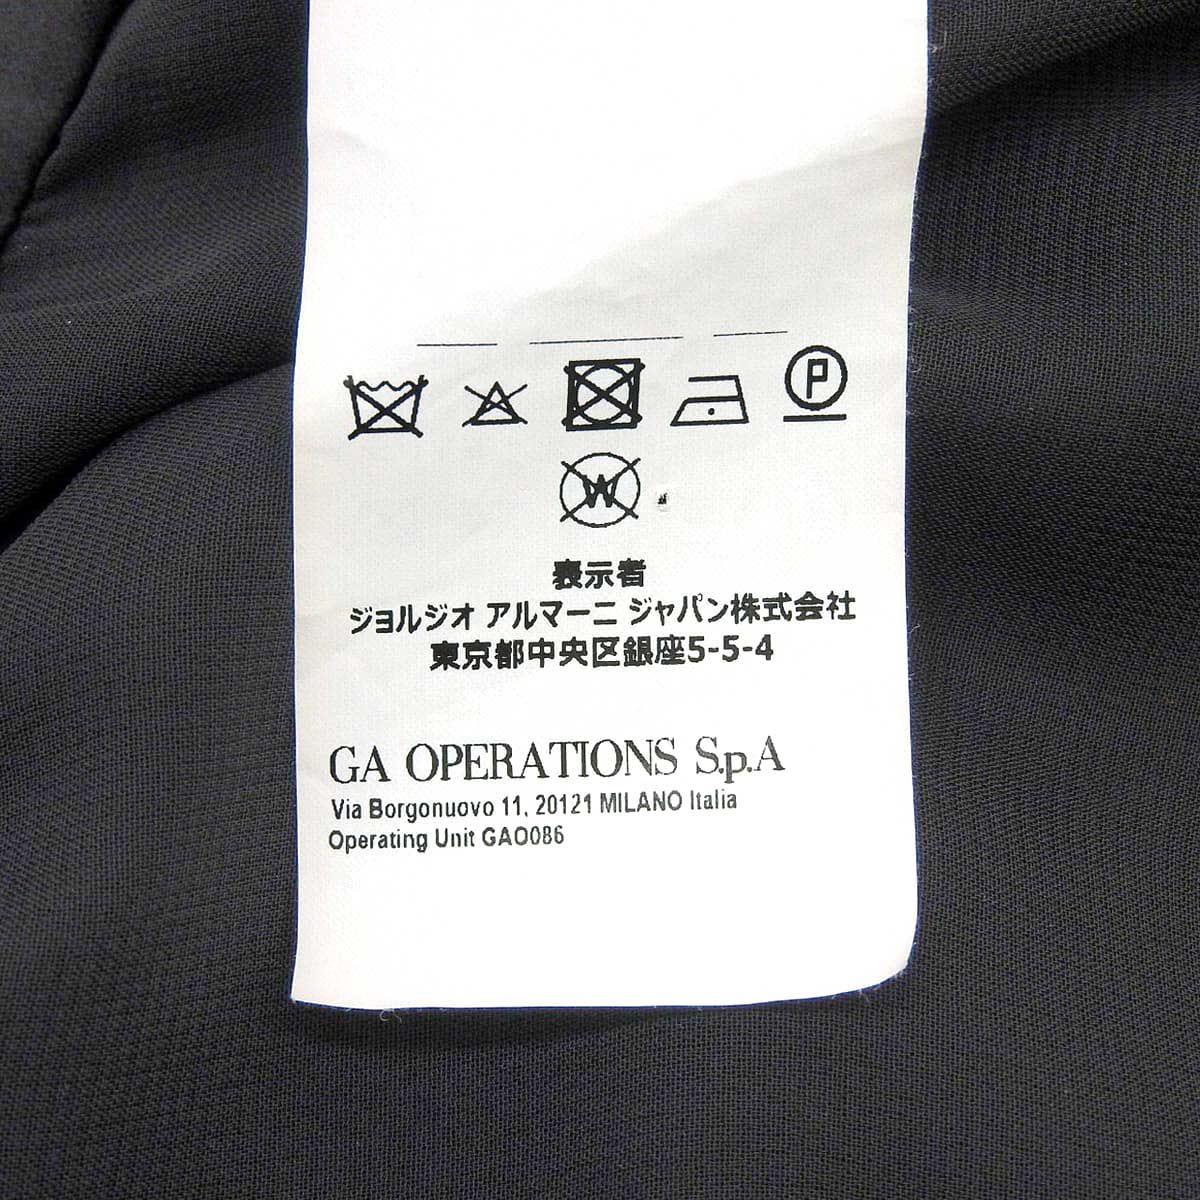 P
W
表示者
ジョルジオ アルマーニ ジャパン株式会社
東京都中央区銀座5-5-4
GA OPERATIONS S.p.A
Via Borgonuovo 11, 20121 MILANO Italia
Operating Unit GAO086